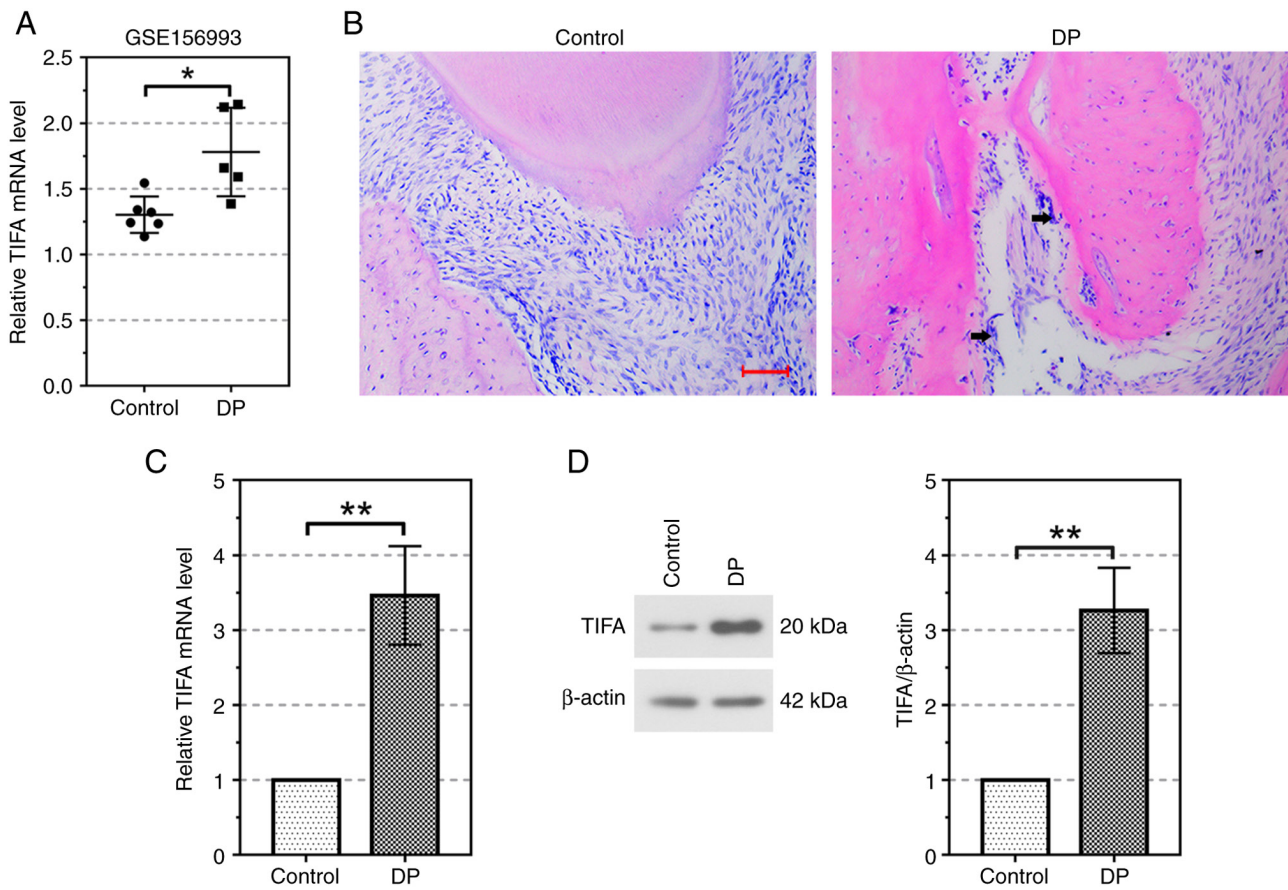 A
GSE156993
Relative TIFA mRNA level
2.5
2.0
1.5
1.0
0.5
0.0
*
Control
DP
B
Control
DP
C
Relative TIFA mRNA level
5
4
3
2
1
0
**
Control
DP
D
Control
DP
TIFA
20 kDa
β-actin
42 kDa
TIFA/β-actin
5
4
3
2
1
0
**
Control
DP